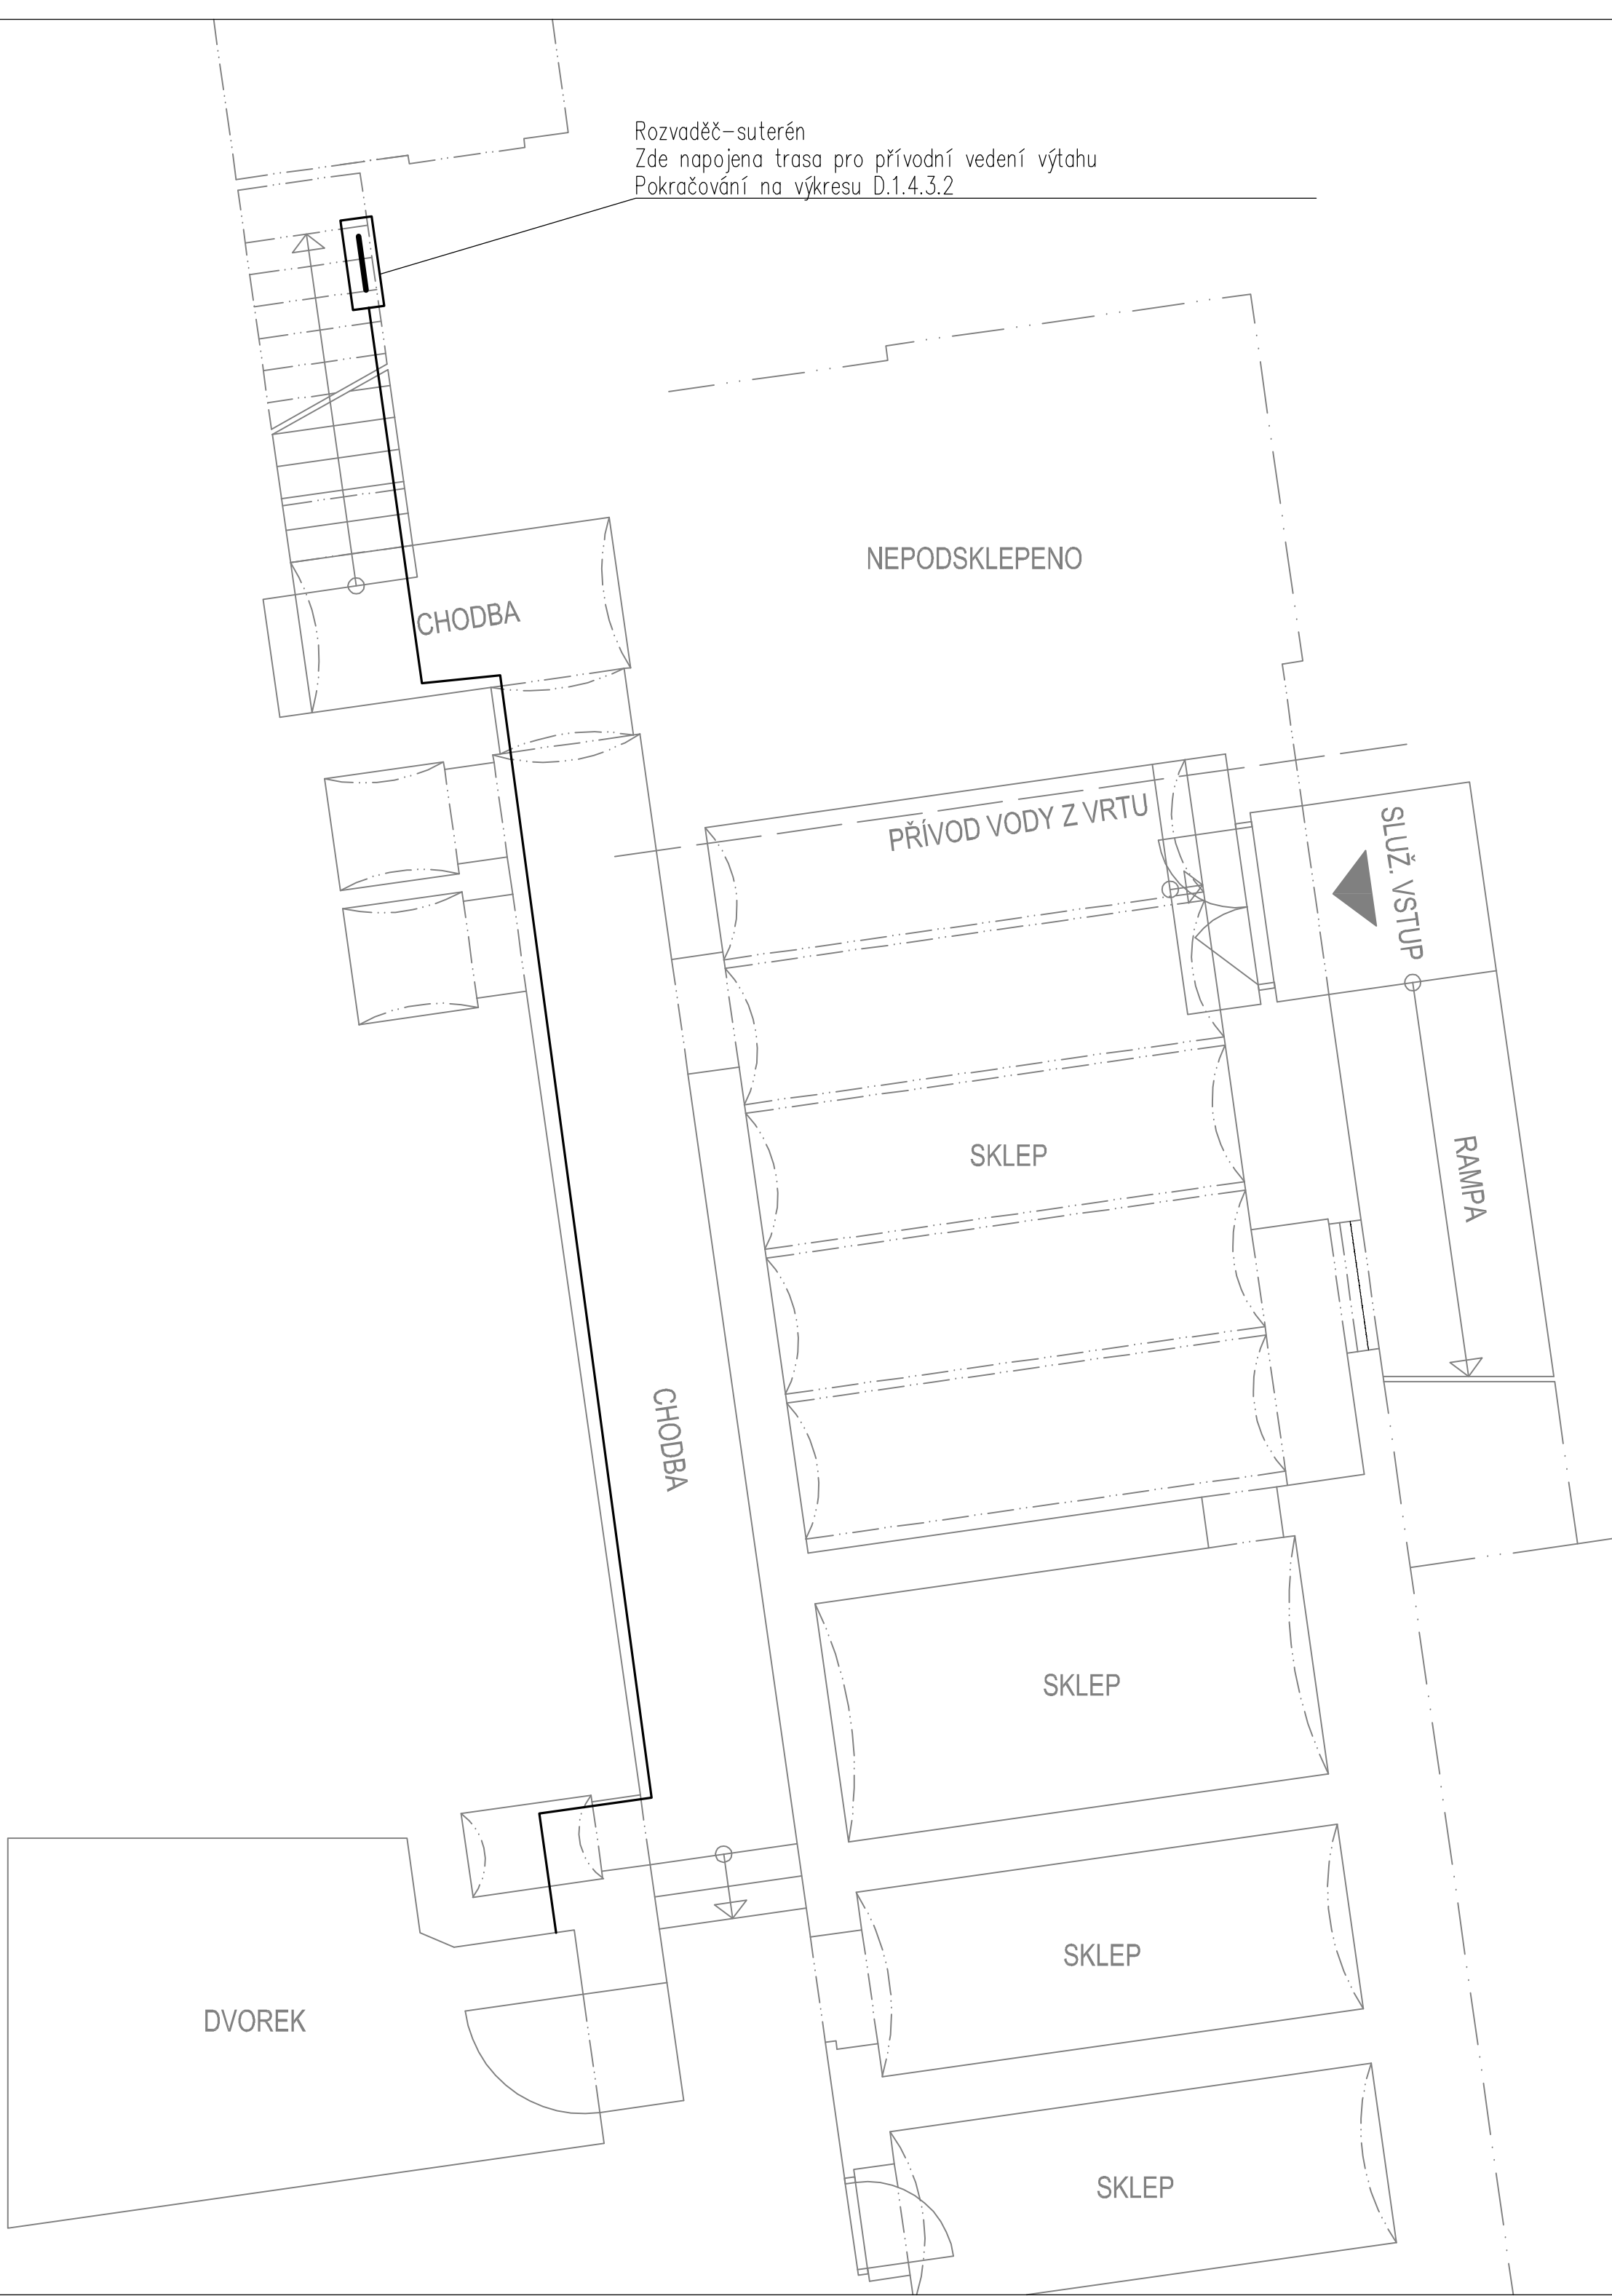 Rozvaděč-suterén
Zde napojena trasa pro přívodní vedení výtahu
Pokračování na výkresu D.1.4.3.2
NEPODSKLEPENO
CHODBA
PŘÍVOD VODY Z VRTU
SLUŽ. VSTUP
SKLEP
RAMPA
CHODBA
SKLEP
SKLEP
DVOREK
SKLEP